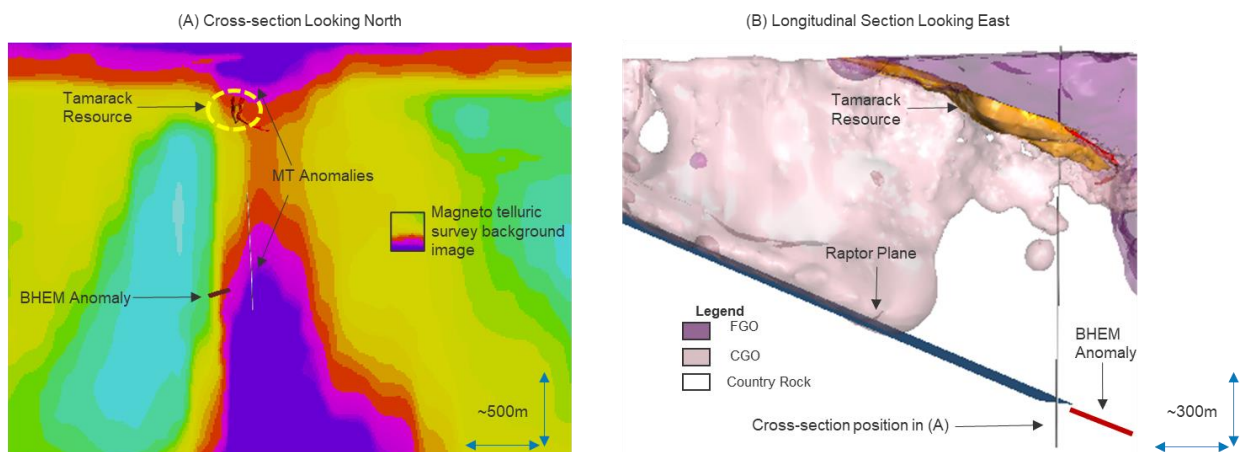 (A) Cross-section Looking North
Tamarack
Resource
MT Anomalies
Magneto telluric
survey background
image
BHEM Anomaly
~500m
(B) Longitudinal Section Looking East
Tamarack
Resource
Raptor Plane
Legend
FGO
CGO
Country Rock
BHEM
Anomaly
Cross-section position in (A)
~300m